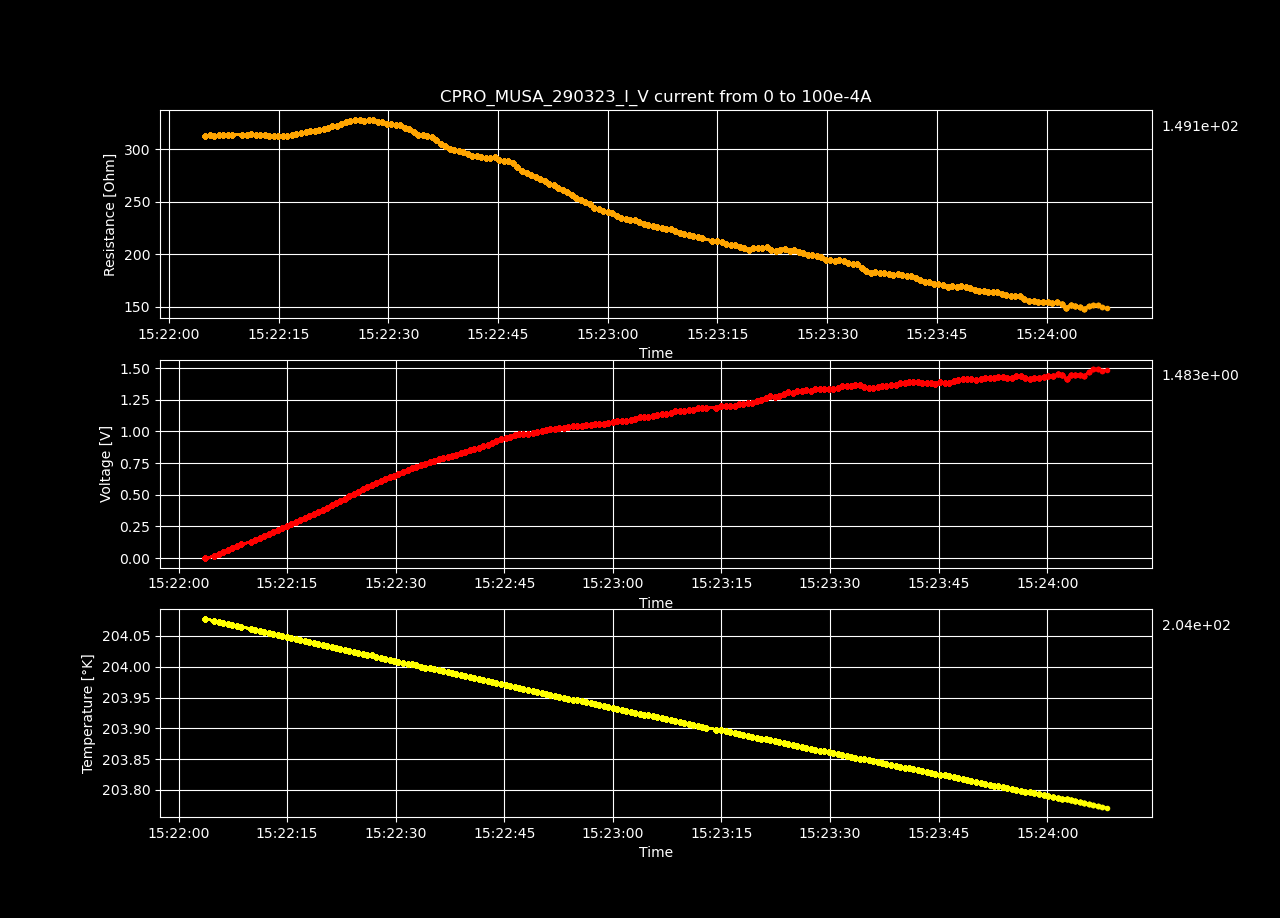 CPRO_MUSA_290323_I_V current from 0 to 100e-4A
1.491e+02
Resistance [Ohm]
300
250
200
150
15:22:00 15:22:15 15:22:30 15:22:45 15:23:00 15:23:15 15:23:30 15:23:45 15:24:00
Time
1.483e+00
Voltage [V]
1.50
1.25
1.00
0.75
0.50
0.25
0.00
15:22:00 15:22:15 15:22:30 15:22:45 15:23:00 15:23:15 15:23:30 15:23:45 15:24:00
Time
2.04e+02
Temperature [°K]
204.05
204.00
203.95
203.90
203.85
203.80
15:22:00 15:22:15 15:22:30 15:22:45 15:23:00 15:23:15 15:23:30 15:23:45 15:24:00
Time